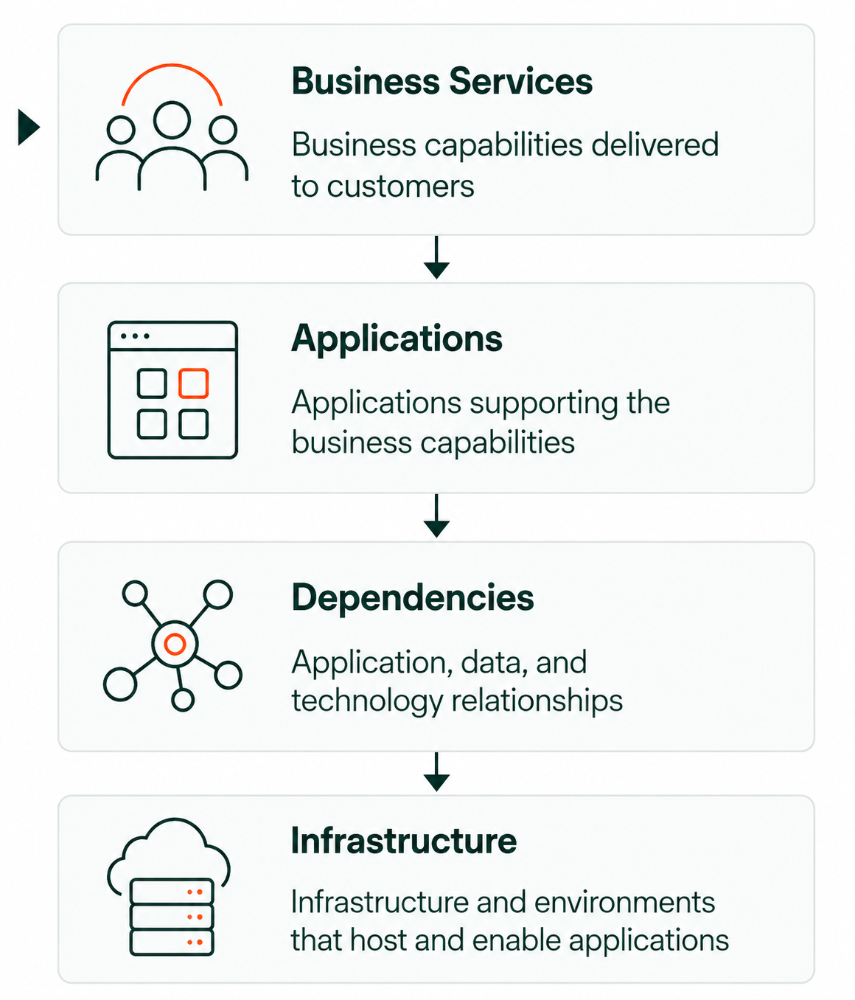 Business Services
Business capabilities delivered
to customers
Applications
Applications supporting the
business capabilities
Dependencies
Application, data, and
technology relationships
Infrastructure
Infrastructure and environments
that host and enable applications